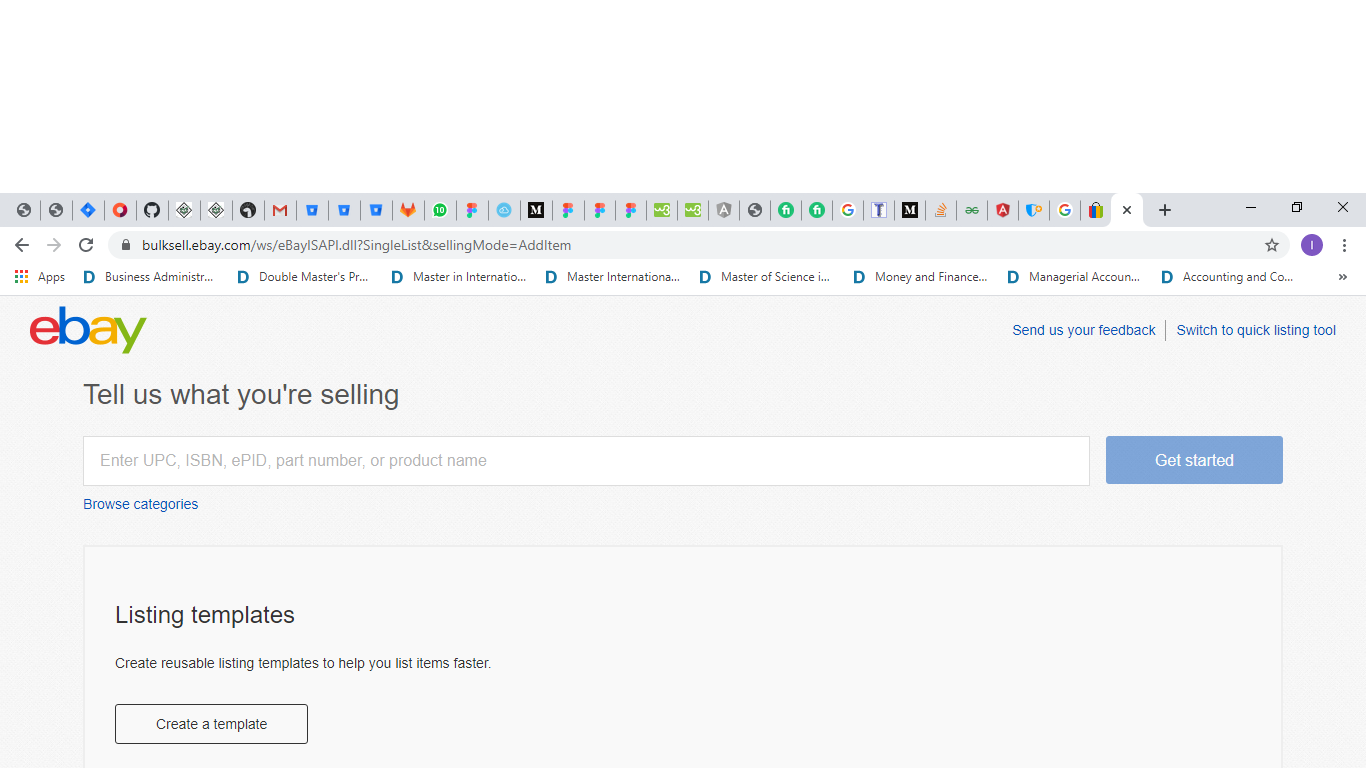 bulksell.ebay.com/ws/eBayISAPI.dll?SingleList&sellingMode=AddItem
Apps Business Administr... Double Master's Pr... Master in Internatio... Master Internationa... Master of Science i... Money and Finance... Managerial Accoun... Accounting and Co... »
ebay
Send us your feedback Switch to quick listing tool
Tell us what you're selling
Enter UPC, ISBN, ePID, part number, or product name Get started
Browse categories
Listing templates
Create reusable listing templates to help you list items faster.
Create a template